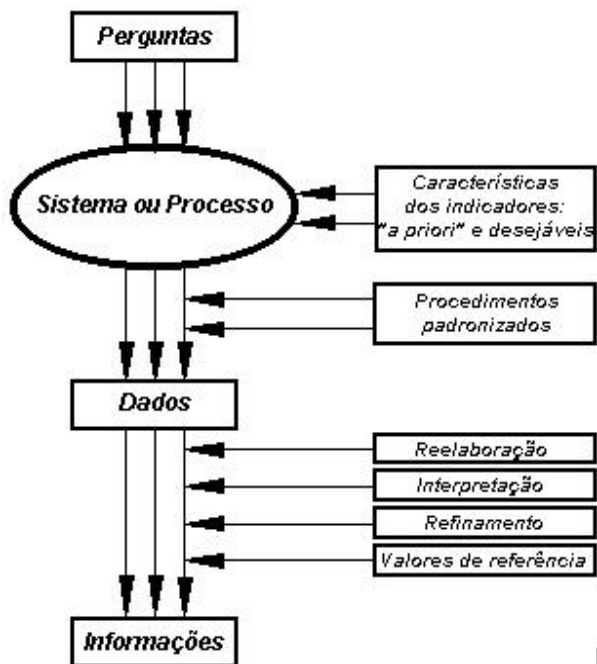 Perguntas
Sistema ou Processo
Características
dos indicadores:
"a priori" e desejáveis
Procedimentos
padronizados
Dados
Reelaboração
Interpretação
Refinamento
Valores de referência
Informações